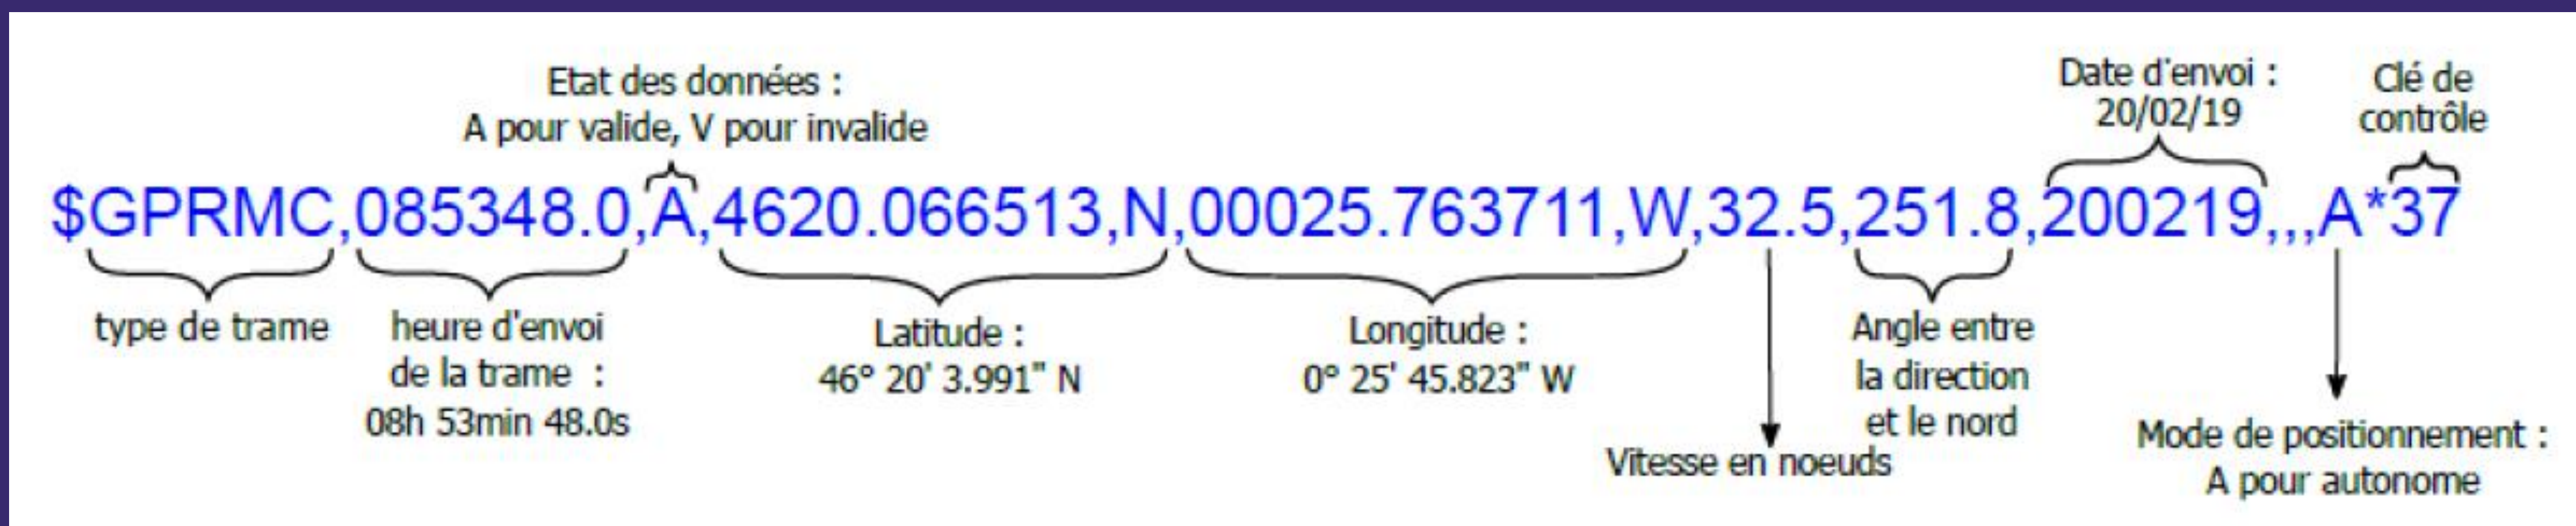 Etat des données :
A pour valide, V pour invalide
Date d'envoi :
20/02/19
Clé de
contrôle
$GPRMC,085348.0,A,4620.066513,N,00025.763711,W,32.5,251.8,200219,,,A*37
type de trame
heure d'envoi
de la trame :
08h 53min 48.0s
Latitude :
46° 20' 3.991" N
Longitude :
0° 25' 45.823" W
Vitesse en noeuds
Angle entre
la direction
et le nord
Mode de positionnement :
A pour autonome